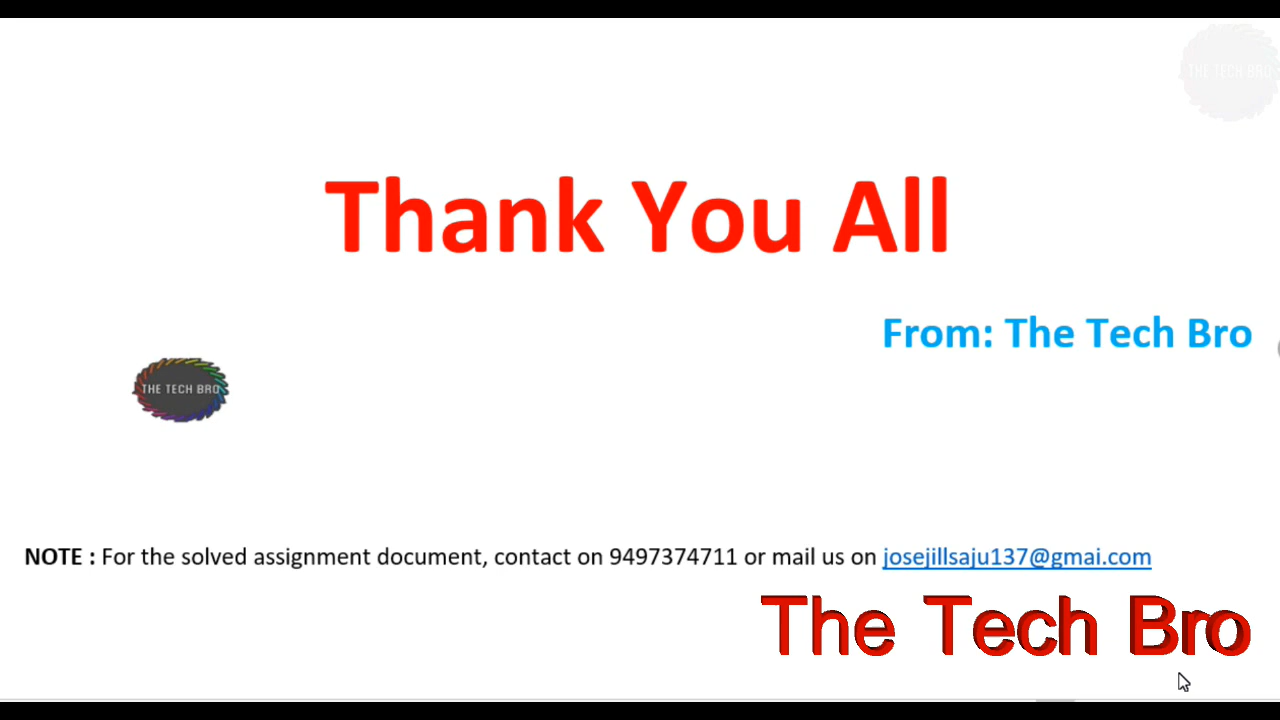 THE TECH BRO
Thank You All
From: The Tech Bro
THE TECH BRO
NOTE : For the solved assignment document, contact on 9497374711 or mail us on josejillsaju137@gmai.com
The Tech Bro